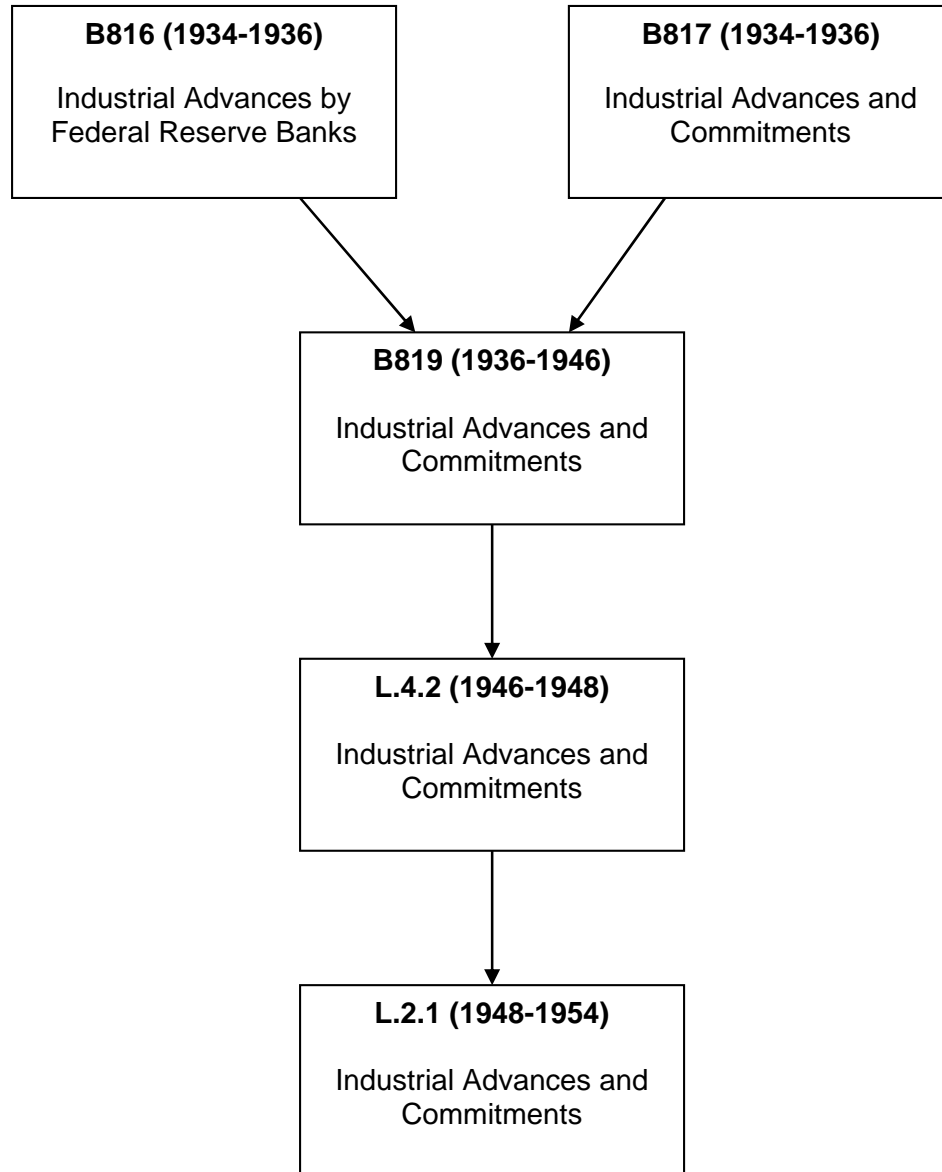 B816 (1934-1936)
Industrial Advances by
Federal Reserve Banks
B817 (1934-1936)
Industrial Advances and
Commitments
B819 (1936-1946)
Industrial Advances and
Commitments
L.4.2 (1946-1948)
Industrial Advances and
Commitments
L.2.1 (1948-1954)
Industrial Advances and
Commitments